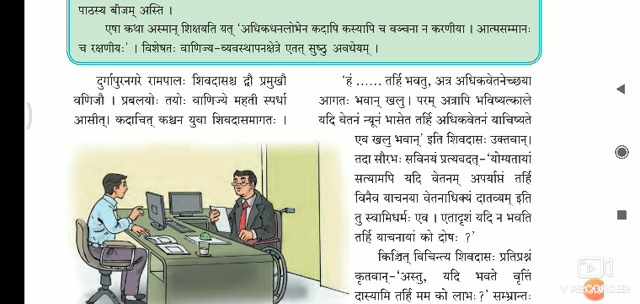 पाठस्य बीजम् अस्ति ।
एषा कथा अस्मान् शिक्षयति यत् 'अधिकधनलोभेन कदापि कस्यापि च वञ्चना न करणीया । आत्मसम्मानः
च रक्षणीयः' । विशेषतः वाणिज्य-व्यवस्थापनक्षेत्रे एतत् सुष्ठु अवधेयम् ।
दुर्गापुरनगरे रामपालः शिवदासश्च द्वौ प्रमुखौ
वणिजौ । प्रबलयोः तयोः वाणिज्ये महती स्पर्धा
आसीत्। कदाचित् कश्चन युवा शिवदासमागतः ।
'हं ...... तर्हि भवतु, अत्र अधिकवेतनेच्छया
आगतः भवान् खलु। परम् अत्रापि भविष्यत्काले
यदि वेतनं न्यूनं भासेत तर्हि अधिकवेतनं याचिष्यते
एव खलु भवान्' इति शिवदासः उक्तवान्।
तदा सौरभः सविनयं प्रत्यवदत्-'योग्यतायां
सत्यामपि यदि वेतनम् अपर्याप्तं तर्हि
विनैव याचनया वेतनाधिक्यं दातव्यम् इति
तु स्वामिधर्मः एव । एतादृशं यदि न भवति
तर्हि याचनायां को दोषः ?'
किञ्चित् विचिन्त्य शिवदासः प्रतिप्रश्नं
कृतवान्-'अस्तु, यदि भवते वृत्तिं
दास्यामि तर्हि मम को लाभः?' सम्भ्रान्तः
RECORDER